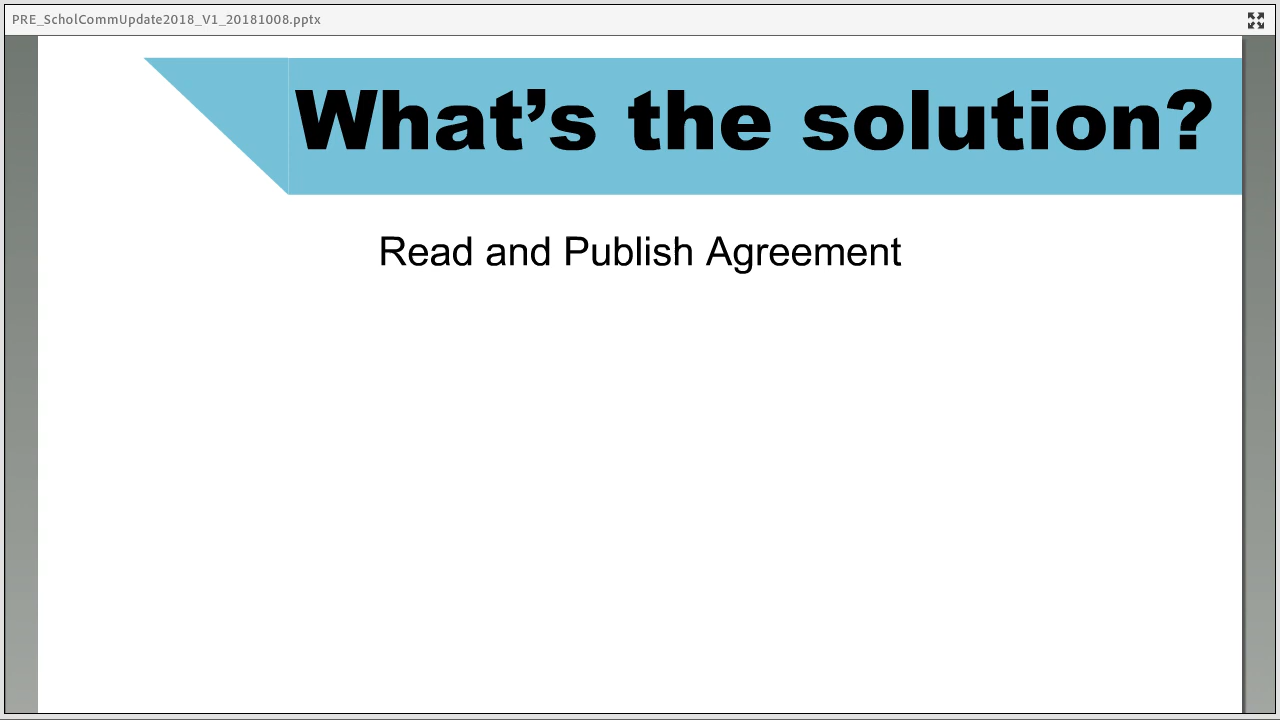 PRE_ScholCommUpdate2018_V1_20181008.pptx
What’s the solution?
Read and Publish Agreement